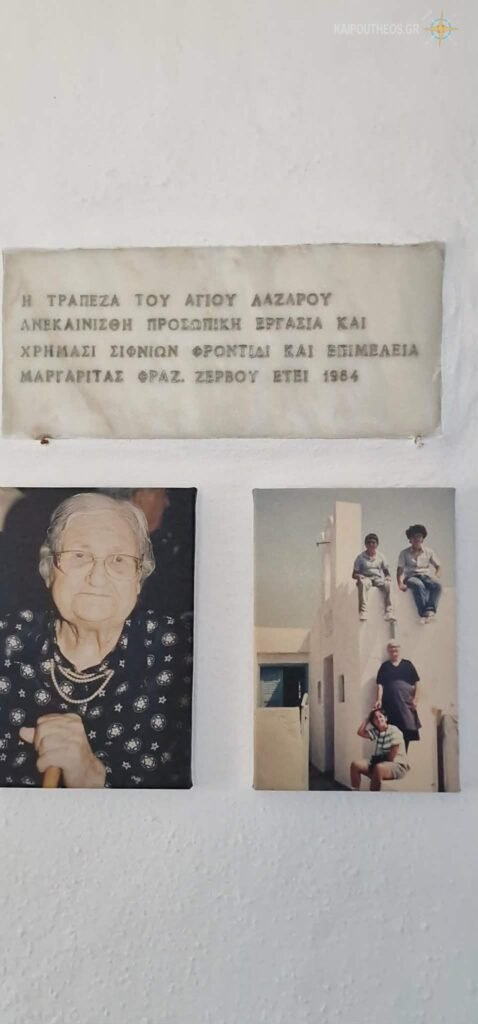 KAIPOUTHEOS.GR
Η ΤΡΑΠΕΖΑ ΤΟΥ ΑΓΙΟΥ ΛΑΖΑΡΟΥ
ΑΝΕΚΑΙΝΙΣΘΗ ΠΡΟΣΩΠΙΚΗ ΕΡΓΑΣΙΑ ΚΑΙ
ΧΡΗΜΑΣΙ ΣΙΦΝΙΩΝ ΦΡΟΝΤΙΔΙ ΚΑΙ ΕΠΙΜΕΛΕΙΑ
ΜΑΡΓΑΡΙΤΑΣ ΦΡΑΖ. ΖΕΡΒΟΥ ΕΤΕΙ 1984